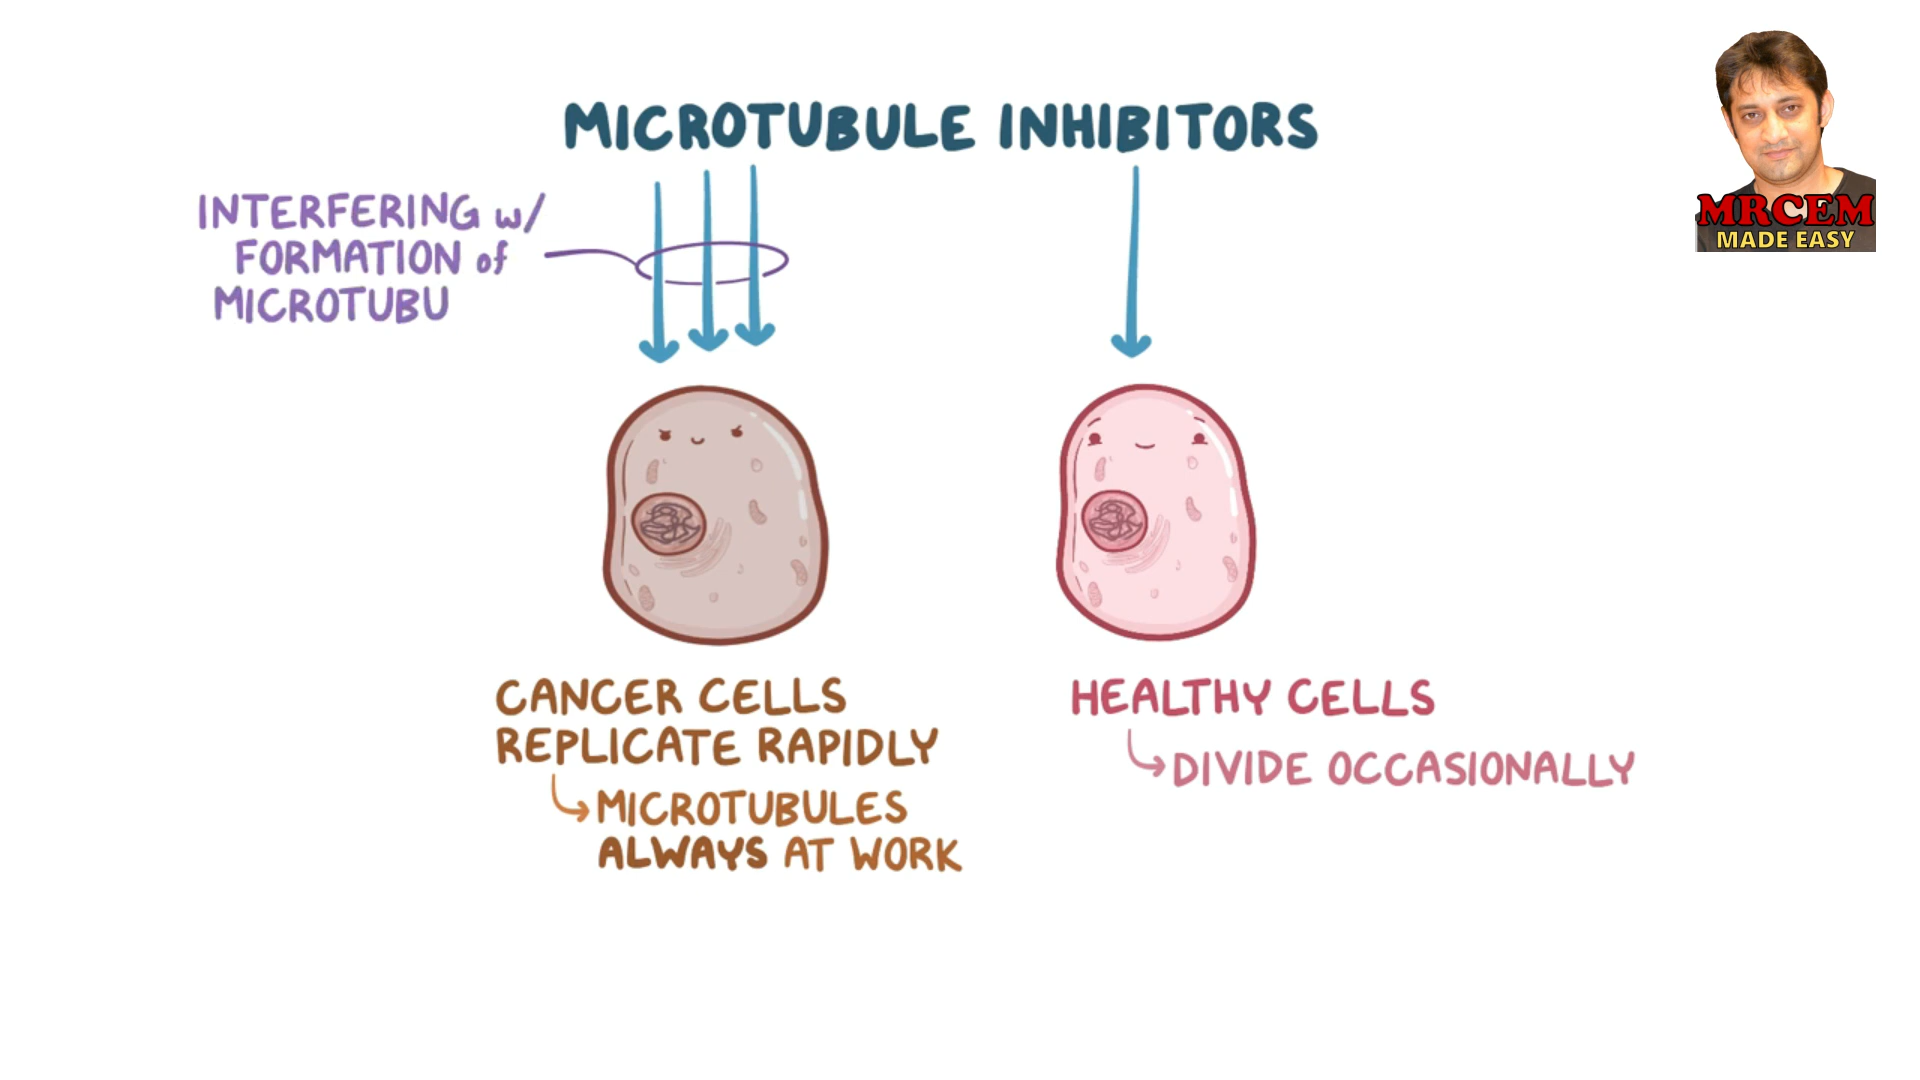 MICROTUBULE INHIBITORS
INTERFERING w/
FORMATION of
MICROTUBU
MRCEM
MADE EASY
CANCER CELLS
REPLICATE RAPIDLY
MICROTUBULES
ALWAYS AT WORK
HEALTHY CELLS
DIVIDE OCCASIONALLY